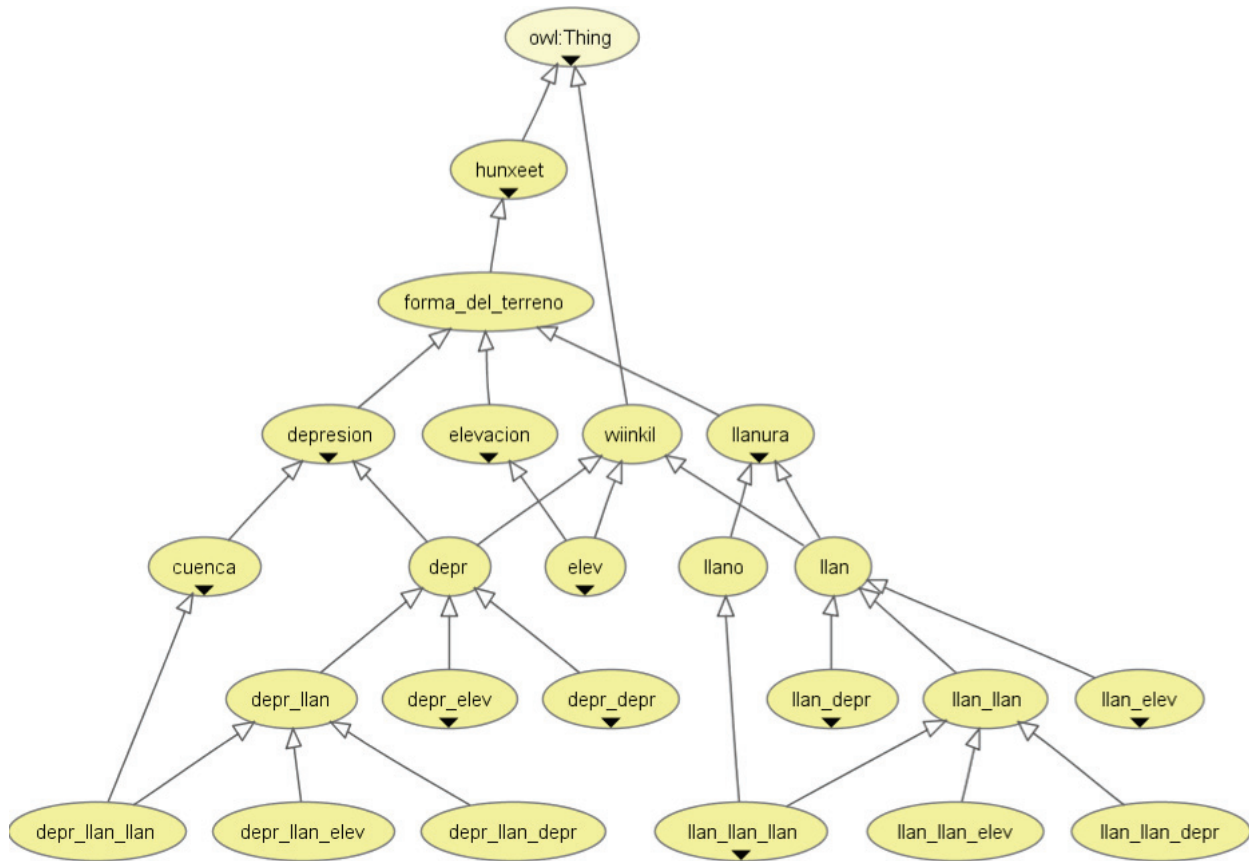 owl:Thing
hunxeet
forma_del_terreno
depresion
elevacion
wiinkil
llanura
cuenca
depr
elev
llano
llan
depr_llan
depr_elev
depr_depr
llan_depr
llan_llan
llan_elev
depr_llan_llan
depr_llan_elev
depr_llan_depr
llan_llan_llan
llan_llan_elev
llan_llan_depr